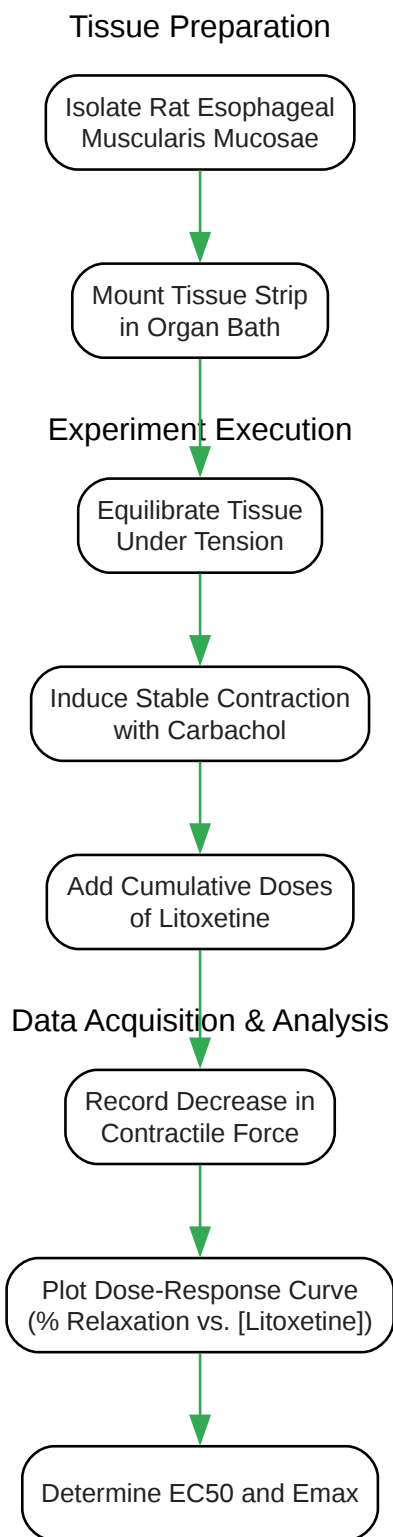 Tissue Preparation
Isolate Rat Esophageal
Muscularis Mucosae
Mount Tissue Strip
in Organ Bath
Experiment Execution
Equilibrate Tissue
Under Tension
Induce Stable Contraction
with Carbachol
Add Cumulative Doses
of Litoxetine
Data Acquisition & Analysis
Record Decrease in
Contractile Force
Plot Dose-Response Curve
(% Relaxation vs. [Litoxetine])
Determine EC50 and Emax